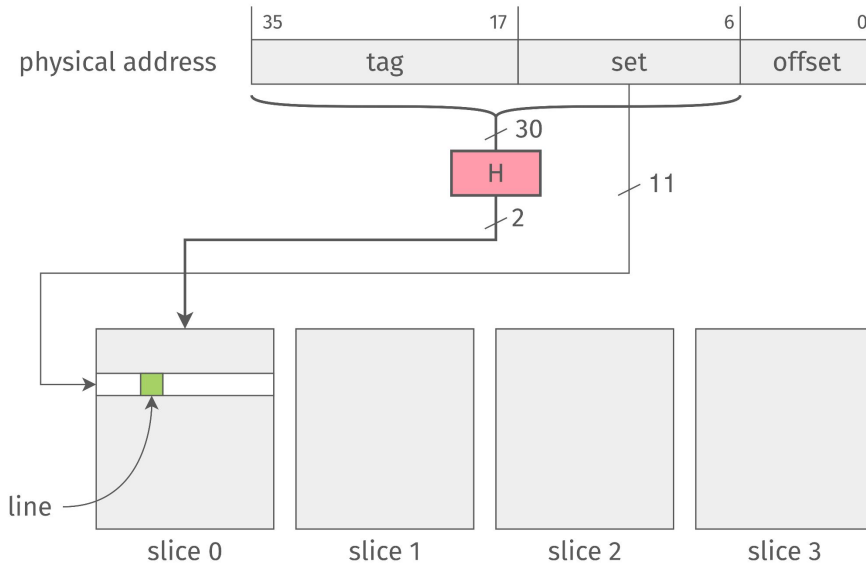 35 17 6 0
physical address tag set offset
30
H
11
2
line
slice 0 slice 1 slice 2 slice 3